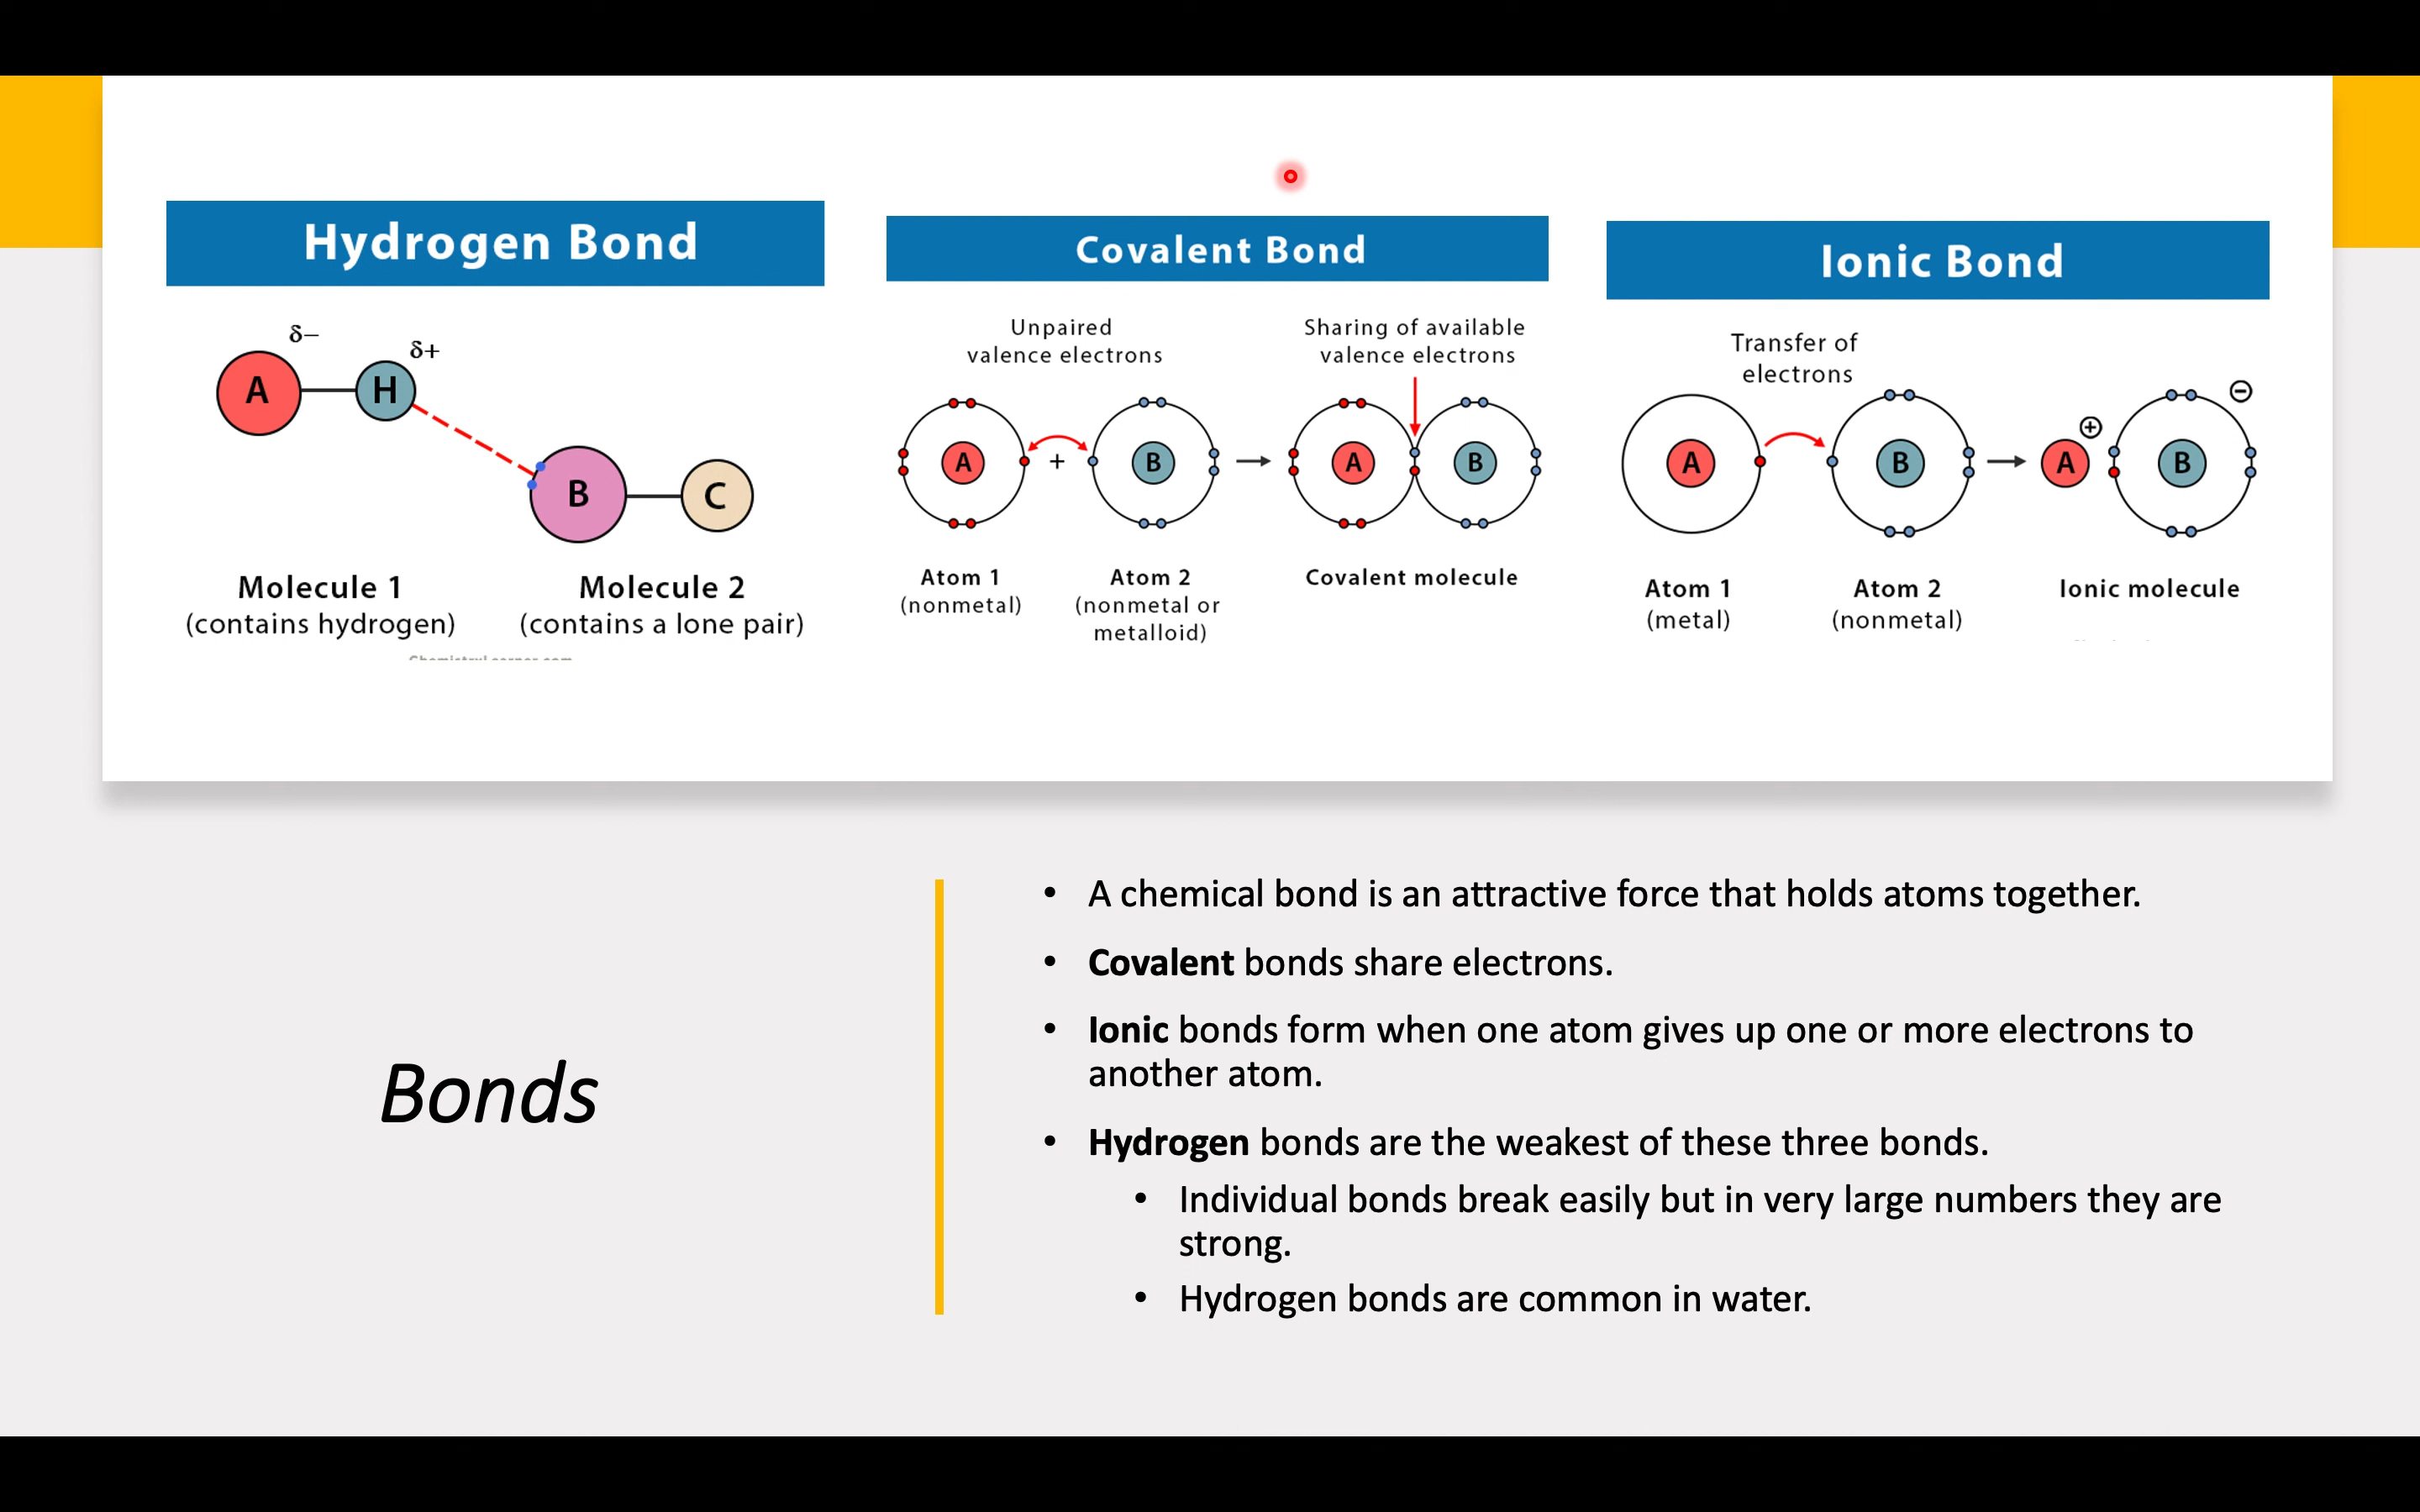 Hydrogen Bond
δ−
δ+
A
H
B
C
Molecule 1
(contains hydrogen)
Molecule 2
(contains a lone pair)
Covalent Bond
Unpaired
valence electrons
Sharing of available
valence electrons
A
+
B
A
B
Atom 1
(nonmetal)
Atom 2
(nonmetal or
metalloid)
Covalent molecule
Ionic Bond
Transfer of
electrons
A
B
A
+
B
−
Atom 1
(metal)
Atom 2
(nonmetal)
Ionic molecule
Bonds
• A chemical bond is an attractive force that holds atoms together.
• Covalent bonds share electrons.
• Ionic bonds form when one atom gives up one or more electrons to
another atom.
• Hydrogen bonds are the weakest of these three bonds.
• Individual bonds break easily but in very large numbers they are
strong.
• Hydrogen bonds are common in water.